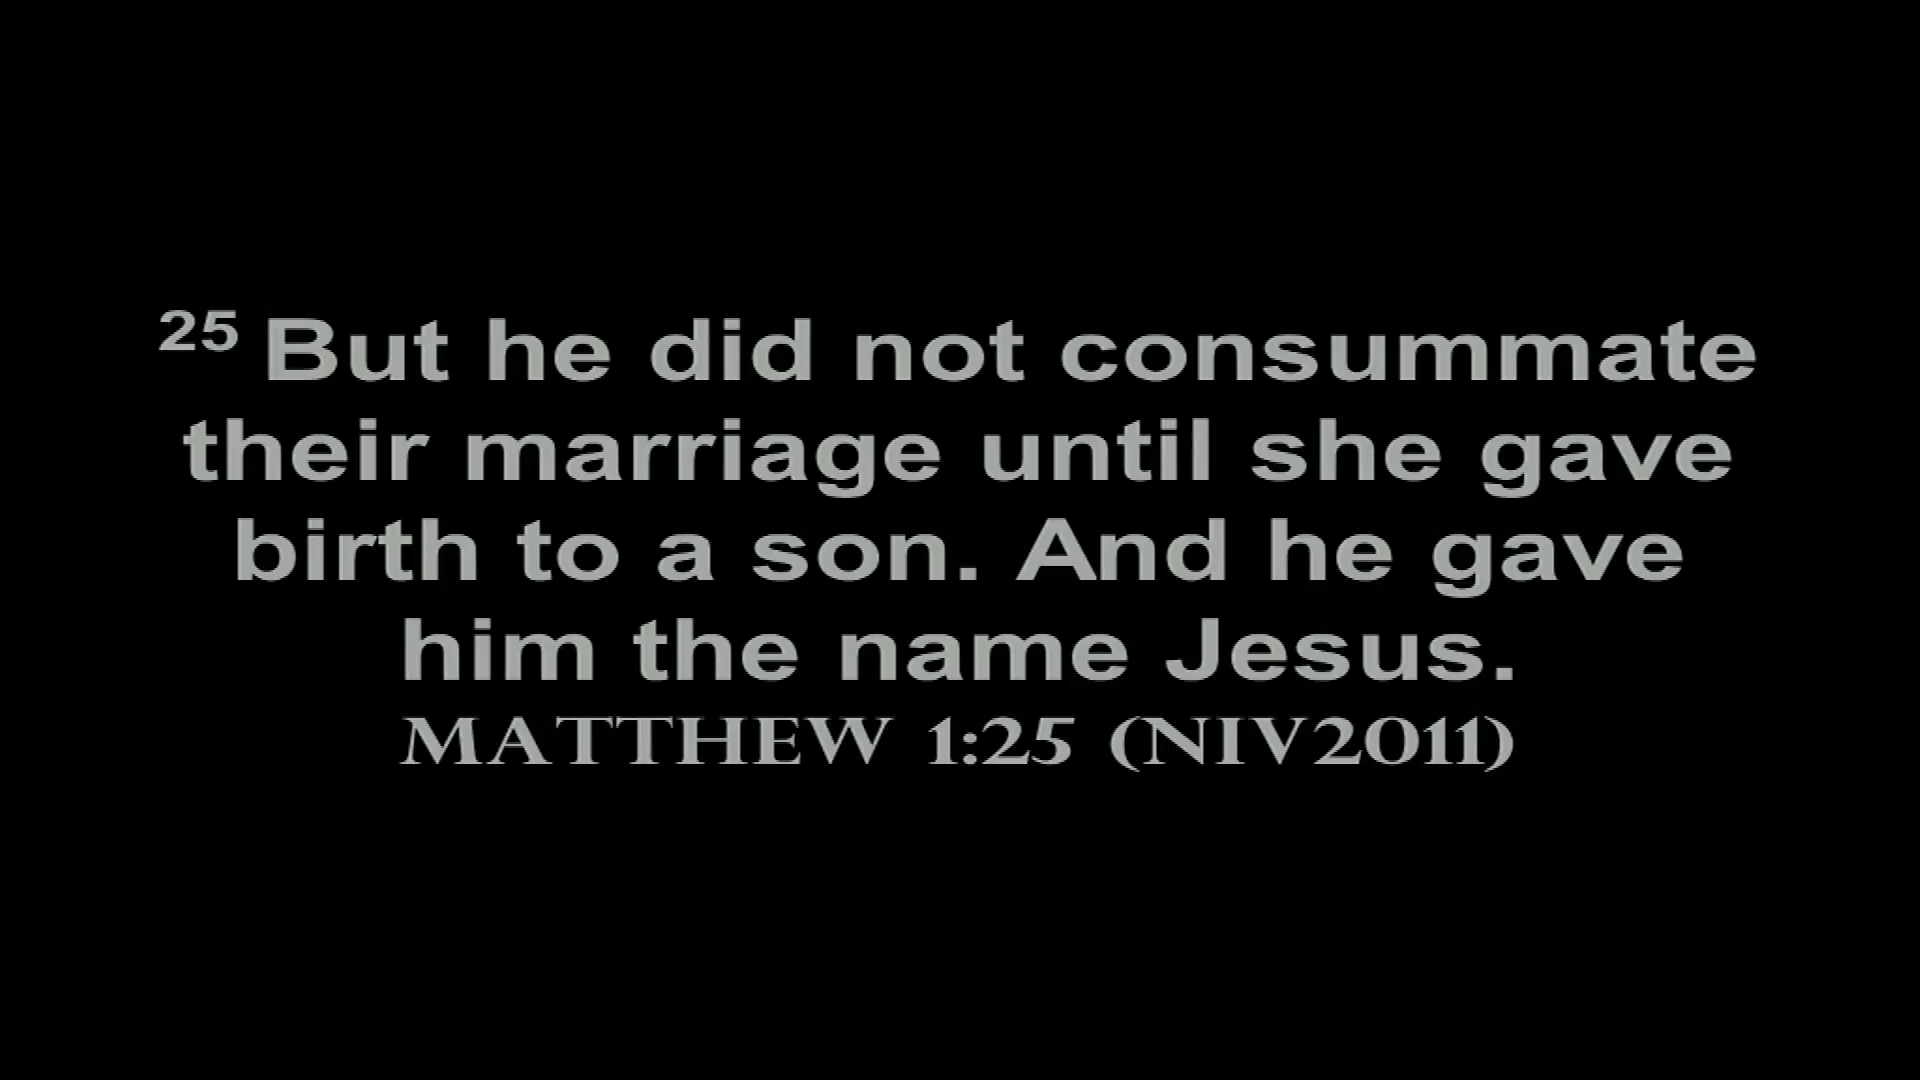 25 But he did not consummate
their marriage until she gave
birth to a son. And he gave
him the name Jesus.
MATTHEW 1:25 (NIV2011)